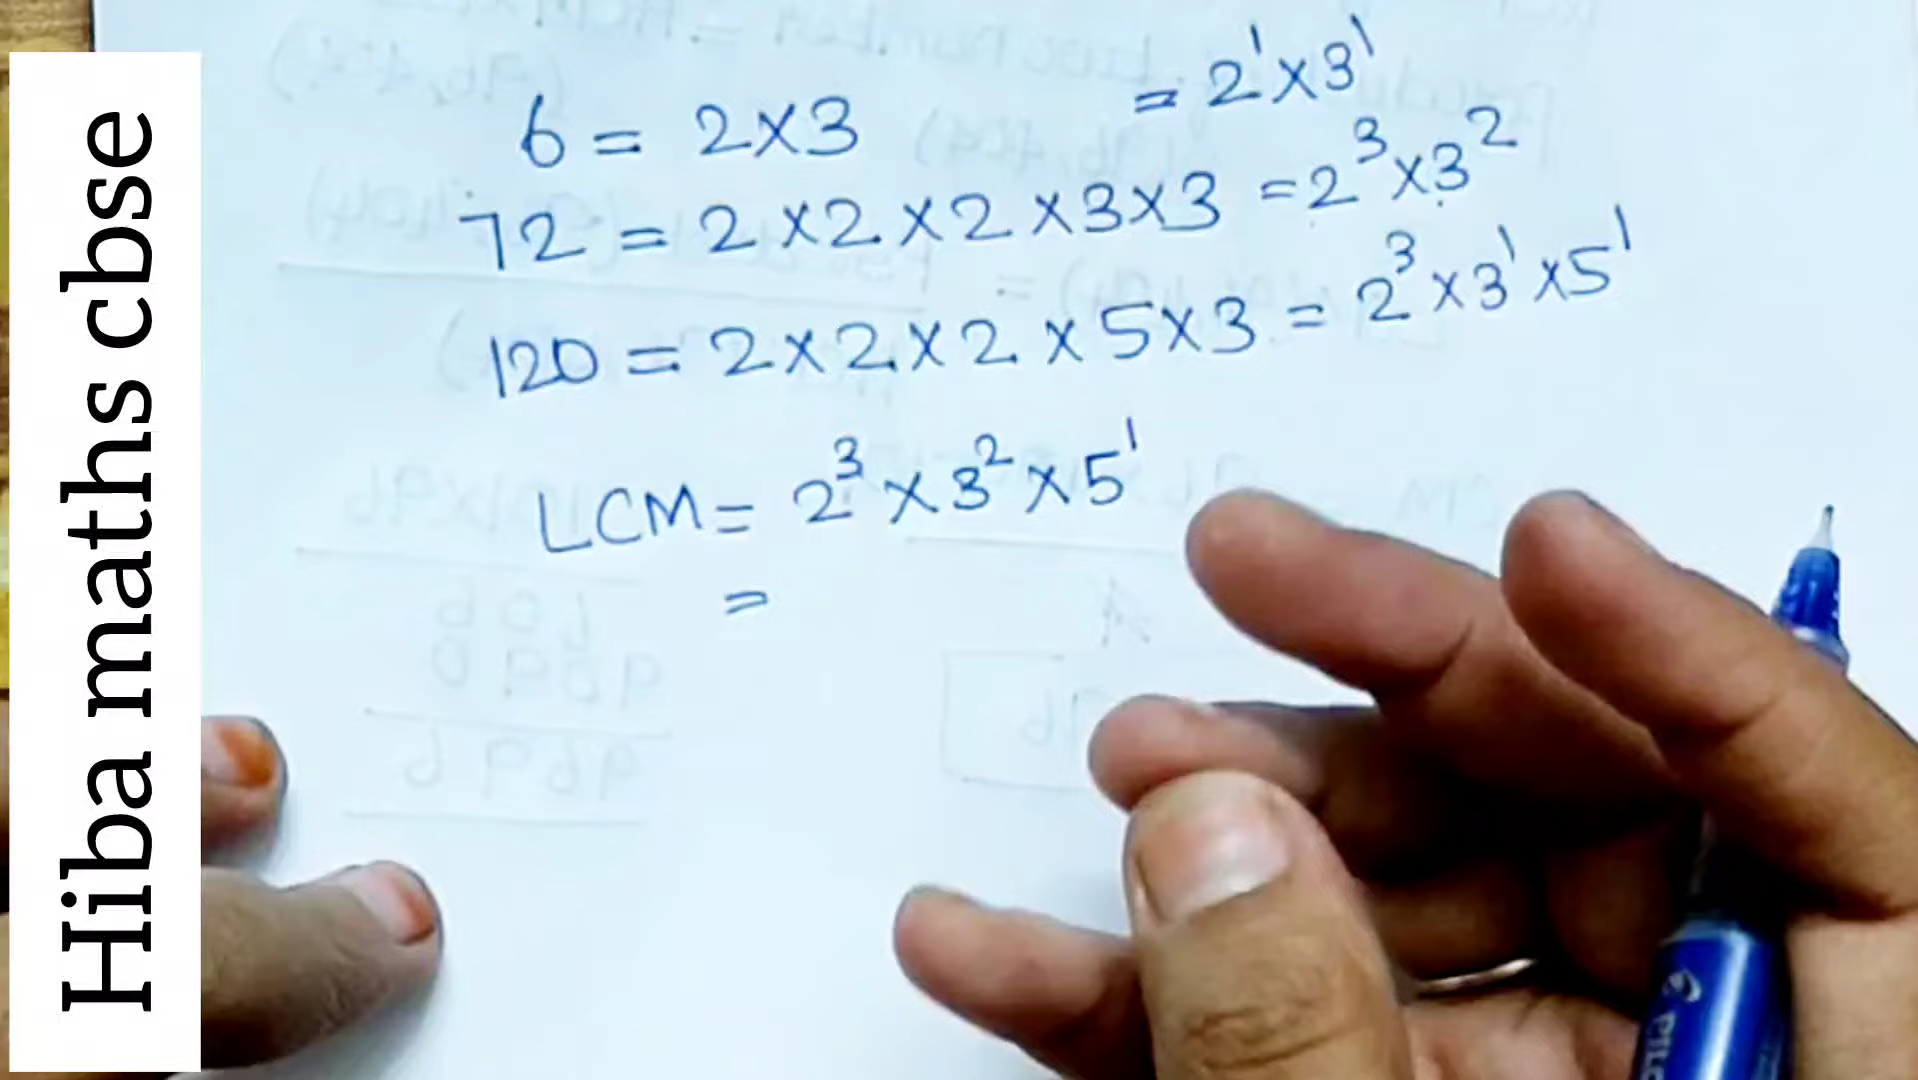 Hiba maths cbse
6 = 2×3 = 2¹×3¹
72 = 2×2×2×3×3 = 2³×3²
120 = 2×2×2×5×3 = 2³×3¹×5¹
LCM = 2³×3²×5¹
=